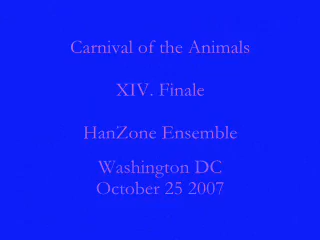 Carnival of the Animals
XIV. Finale
HanZone Ensemble
Washington DC
October 25 2007